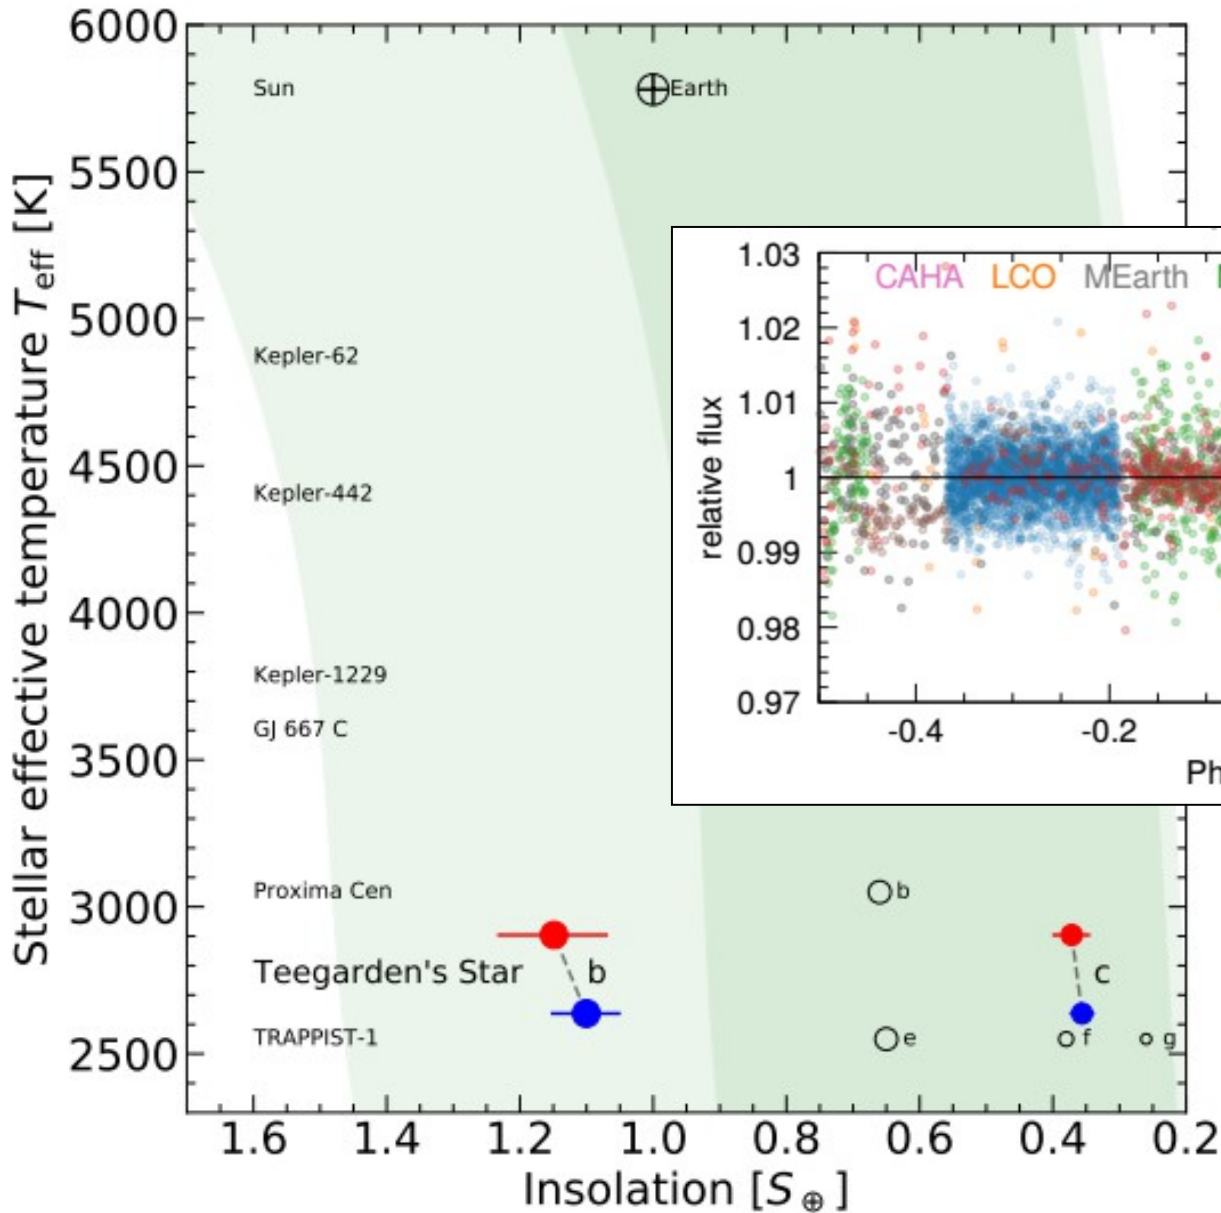 6000
Sun
Earth
5500
5000
Kepler-62
4500
Kepler-442
4000
Kepler-1229
GJ 667 C
3500
Proxima Cen
b
3000
Teegarden's Star b
c
TRAPPIST-1
e
f
g
2500
Stellar effective temperature T_eff [K]
1.6 1.4 1.2 1.0 0.8 0.6 0.4 0.2
Insolation [S⊕]
1.03
CAHA LCO MEarth
1.02
1.01
1
0.99
0.98
0.97
relative flux
-0.4 -0.2
Ph